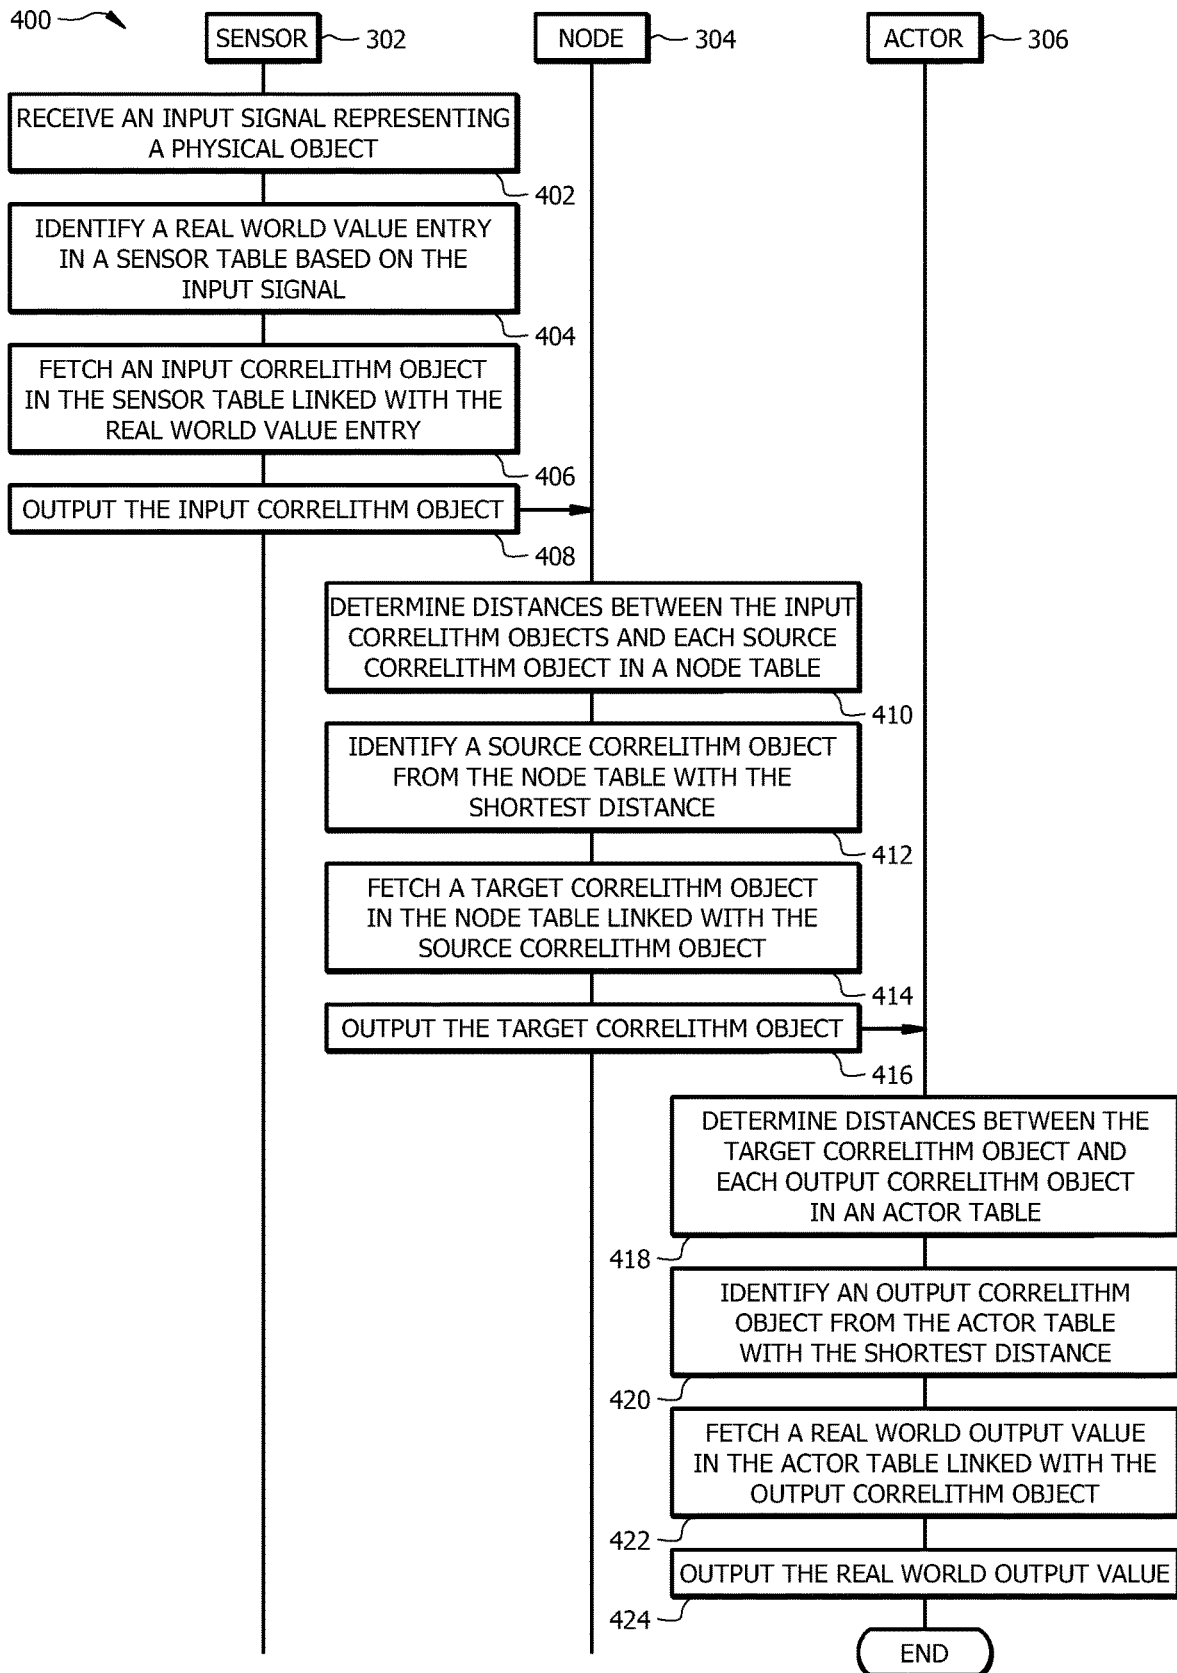 400
SENSOR 302
NODE 304
ACTOR 306
RECEIVE AN INPUT SIGNAL REPRESENTING
A PHYSICAL OBJECT
402
IDENTIFY A REAL WORLD VALUE ENTRY
IN A SENSOR TABLE BASED ON THE
INPUT SIGNAL
404
FETCH AN INPUT CORRELITHM OBJECT
IN THE SENSOR TABLE LINKED WITH THE
REAL WORLD VALUE ENTRY
406
OUTPUT THE INPUT CORRELITHM OBJECT
408
DETERMINE DISTANCES BETWEEN THE INPUT
CORRELITHM OBJECTS AND EACH SOURCE
CORRELITHM OBJECT IN A NODE TABLE
410
IDENTIFY A SOURCE CORRELITHM OBJECT
FROM THE NODE TABLE WITH THE
SHORTEST DISTANCE
412
FETCH A TARGET CORRELITHM OBJECT
IN THE NODE TABLE LINKED WITH THE
SOURCE CORRELITHM OBJECT
414
OUTPUT THE TARGET CORRELITHM OBJECT
416
DETERMINE DISTANCES BETWEEN THE
TARGET CORRELITHM OBJECT AND
EACH OUTPUT CORRELITHM OBJECT
IN AN ACTOR TABLE
418
IDENTIFY AN OUTPUT CORRELITHM
OBJECT FROM THE ACTOR TABLE
WITH THE SHORTEST DISTANCE
420
FETCH A REAL WORLD OUTPUT VALUE
IN THE ACTOR TABLE LINKED WITH THE
OUTPUT CORRELITHM OBJECT
422
OUTPUT THE REAL WORLD OUTPUT VALUE
424
END